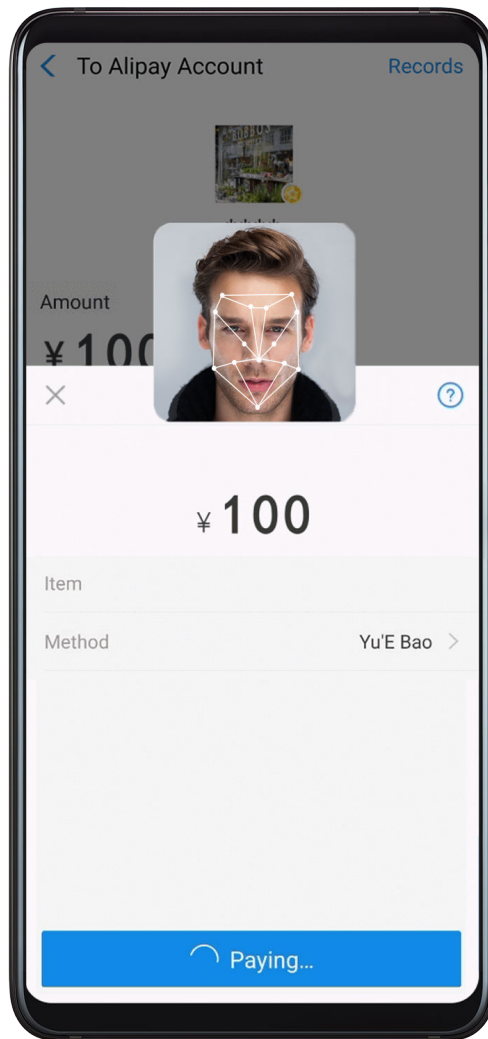 To Alipay Account Records
Amount
¥ 100
?
¥ 100
Item
Method Yu'E Bao
Paying...